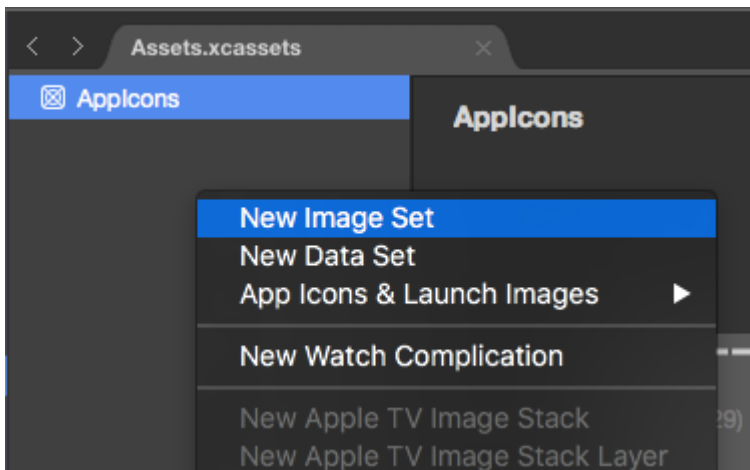 Assets.xcassets
AppIcons
AppIcons
New Image Set
New Data Set
App Icons & Launch Images
New Watch Complication
New Apple TV Image Stack
29)
New Apple TV Image Stack Layer